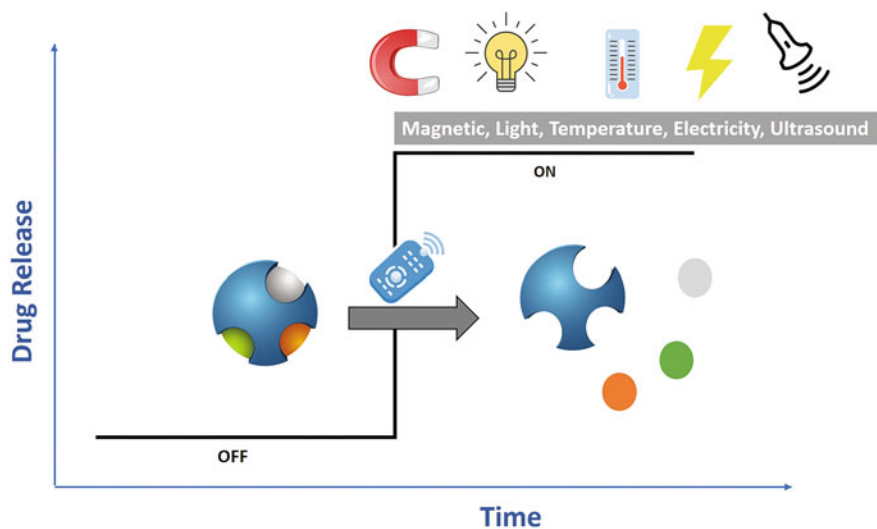 Magnetic, Light, Temperature, Electricity, Ultrasound
ON
Drug Release
OFF
Time